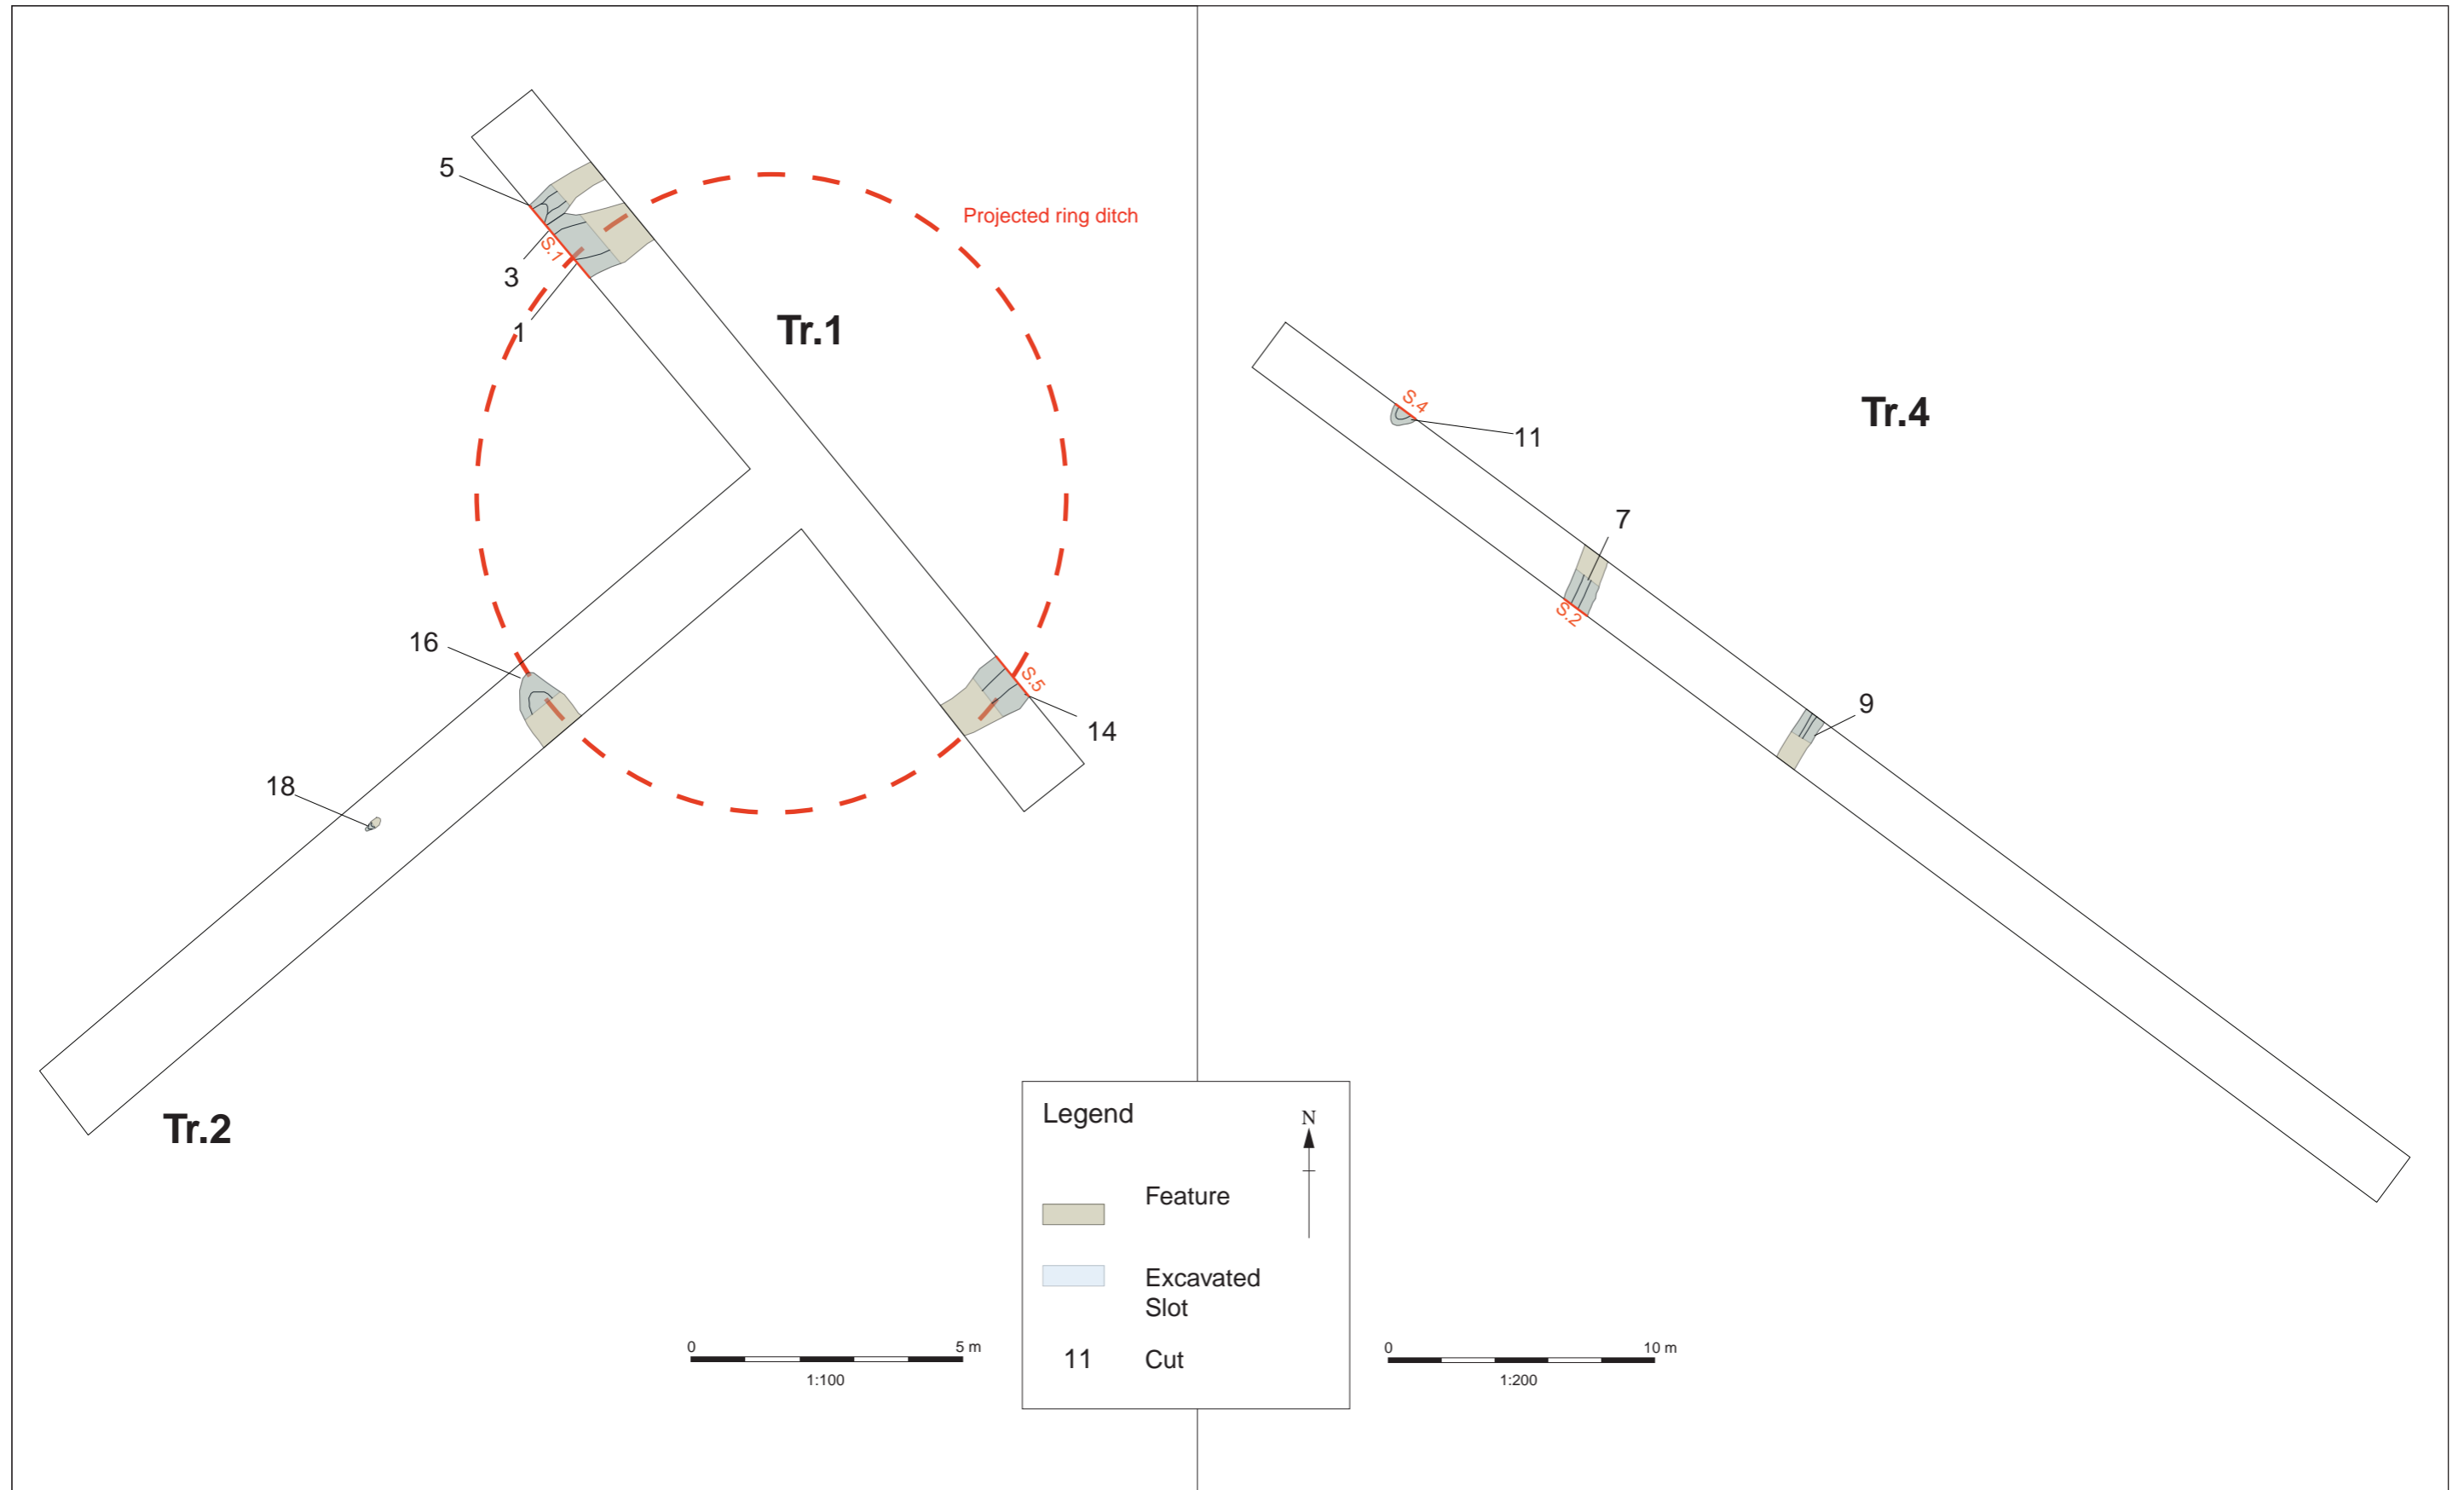 5
S.1
3
1
Projected ring ditch
Tr.1
16
S.5
14
18
Tr.2
S.4
11
Tr.4
7
S.2
9
Legend
N
Feature
Excavated
Slot
11 Cut
0 5 m
1:100
0 10 m
1:200